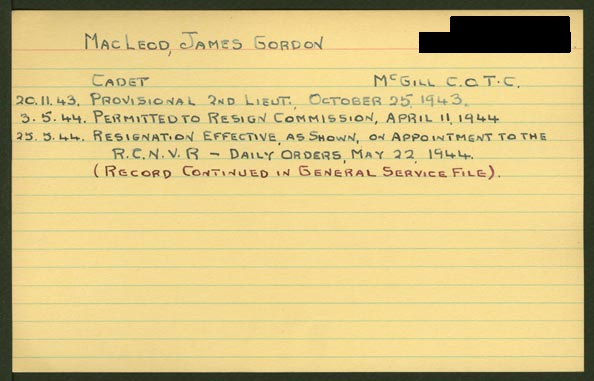 MacLeod, James Gordon
Cadet McGill C.O.T.C.
20.11.43. Provisional 2nd Lieut., October 25, 1943.
3.5.44. Permitted to Resign Commission, April 11, 1944
25.5.44. Resignation Effective, as Shown, on Appointment to the
R.C.N.V.R – Daily Orders, May 22, 1944.
(Record Continued in General Service File).